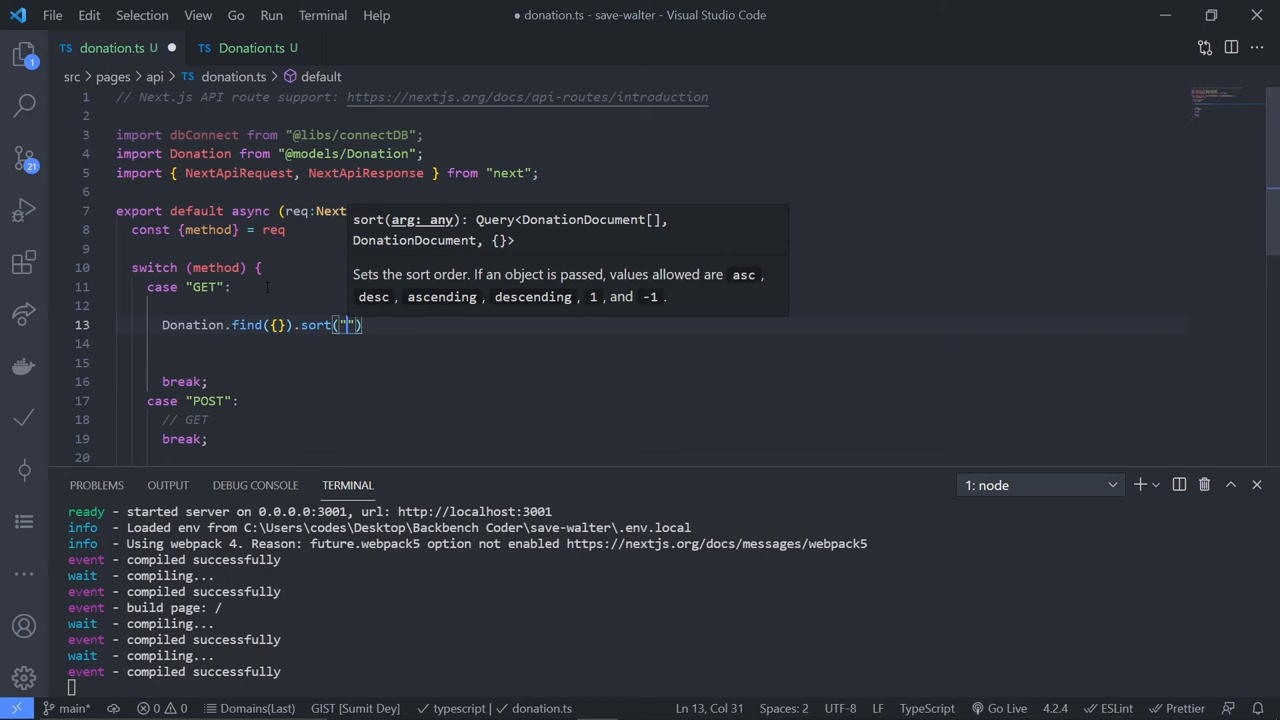 File Edit Selection View Go Run Terminal Help
● donation.ts - save-walter - Visual Studio Code
TS donation.ts U ●
TS Donation.ts U
src > pages > api > TS donation.ts > default
1 // Next.js API route support: https://nextjs.org/docs/api-routes/introduction
2
3 import dbConnect from "@libs/connectDB";
4 import Donation from "@models/Donation";
5 import { NextApiRequest, NextApiResponse } from "next";
6
7 export default async (req:Next
8 const {method} = req
9
10 switch (method) {
11 case "GET":
12
13 Donation.find({}).sort("")
14
15
16 break;
17 case "POST":
18 // GET
19 break;
20
sort(arg: any): Query<DonationDocument[],
DonationDocument, {}>
Sets the sort order. If an object is passed, values allowed are asc,
desc, ascending, descending, 1, and -1.
1
21
PROBLEMS OUTPUT DEBUG CONSOLE TERMINAL
1: node
ready - started server on 0.0.0.0:3001, url: http://localhost:3001
info - Loaded env from C:\Users\codes\Desktop\Backbench Coder\save-walter\.env.local
info - Using webpack 4. Reason: future.webpack5 option not enabled https://nextjs.org/docs/messages/webpack5
event - compiled successfully
wait - compiling...
event - compiled successfully
event - build page: /
wait - compiling...
event - compiled successfully
wait - compiling...
event - compiled successfully
main* 0 0 Domains(Last) GIST [Sumit Dey] typescript | donation.ts Ln 13, Col 31 Spaces: 2 UTF-8 LF TypeScript Go Live 4.2.4 ESLint Prettier